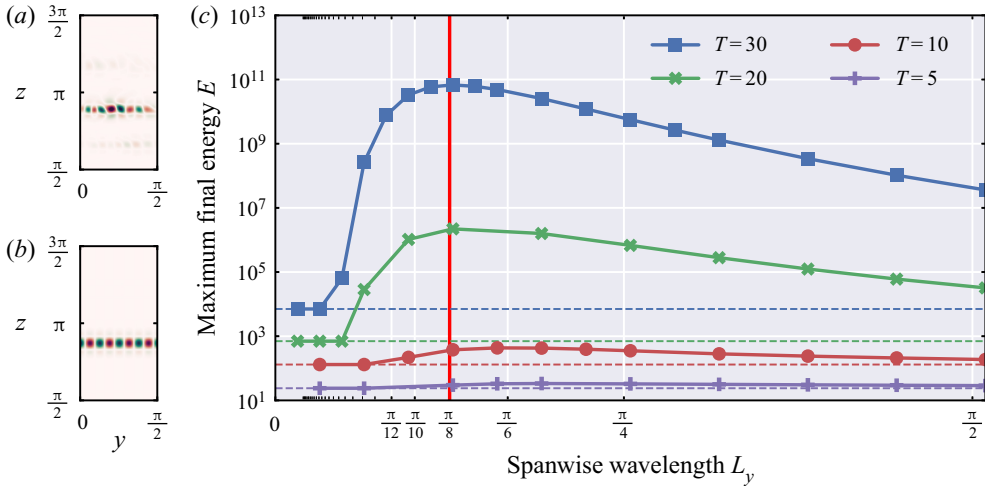 (a)
3π/2
z
π
π/2
0
π/2
(b)
3π/2
z
π
π/2
0
π/2
y
(c)
Maximum final energy E
10^13
10^11
10^9
10^7
10^5
10^3
10^1
T = 30
T = 10
T = 20
T = 5
0
π/12
π/10
π/8
π/6
π/4
π/2
Spanwise wavelength L_y